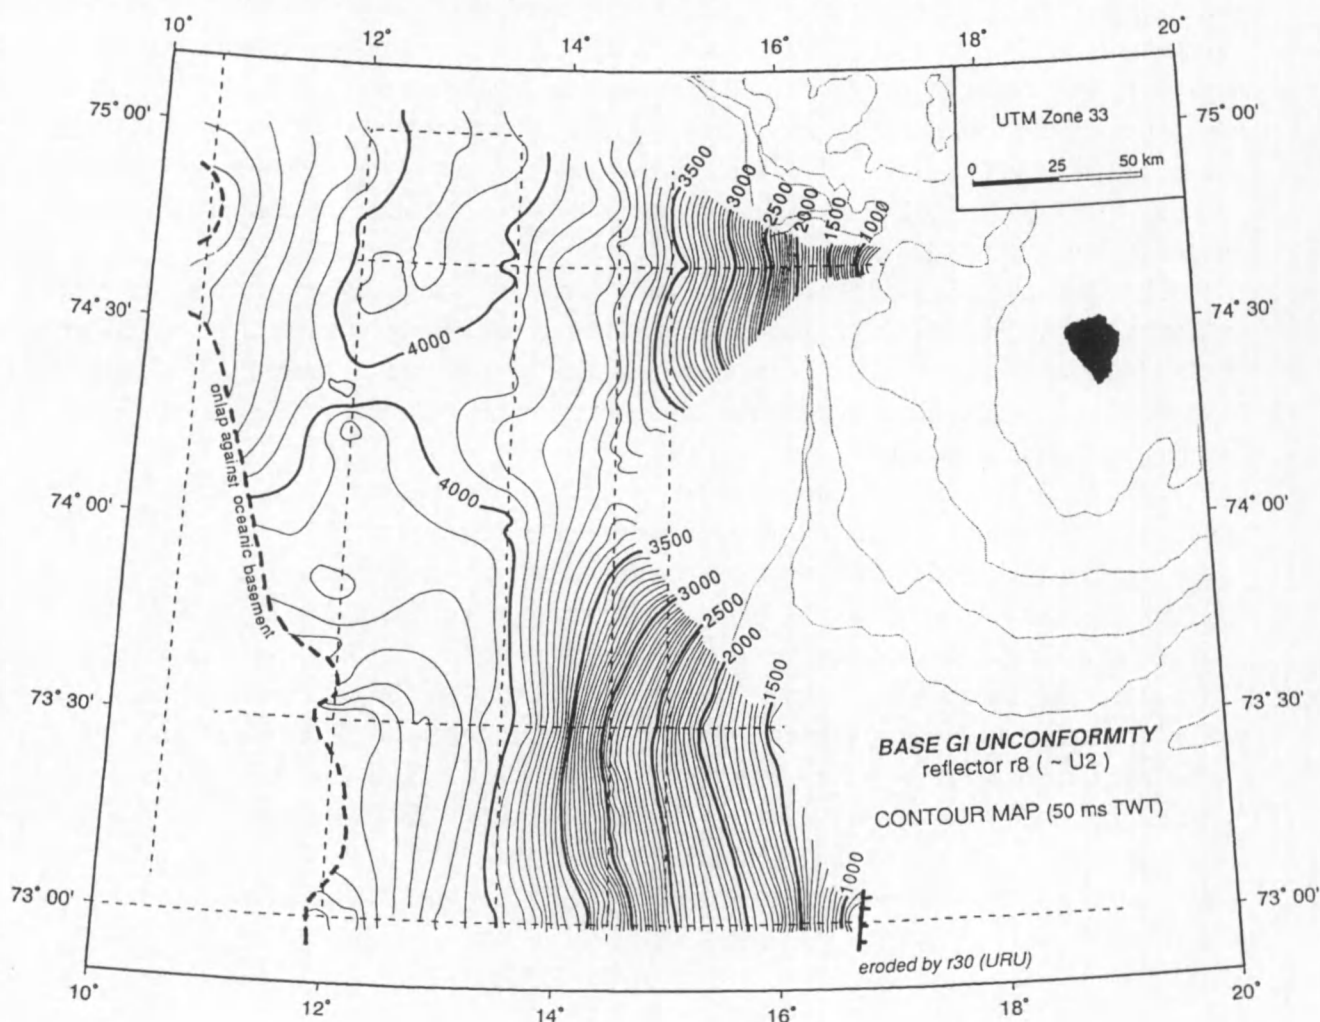 10° 12° 14° 16° 18° 20°
75° 00' 75° 00'
UTM Zone 33
0 25 50 km
3500 3000 2500 2000 1500 1000
74° 30' 74° 30'
4000
onlap against oceanic basement
4000
74° 00' 74° 00'
3500
3000
2500
2000
1500
73° 30' 73° 30'
BASE GI UNCONFORMITY
reflector r8 ( ~ U2 )
CONTOUR MAP (50 ms TWT)
1000
73° 00' 73° 00'
eroded by r30 (URU)
10° 12° 14° 16° 18° 20°